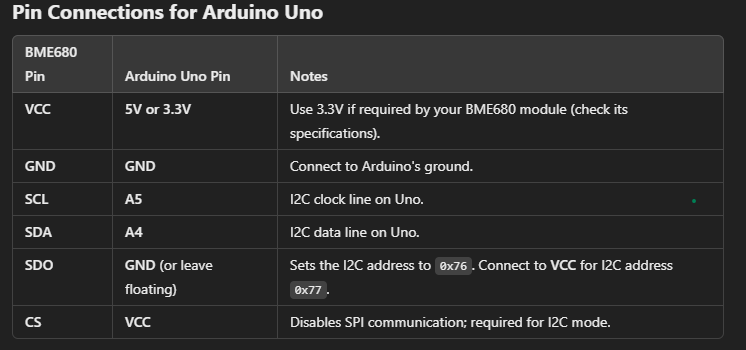 Pin Connections for Arduino Uno
BME680
Pin Arduino Uno Pin Notes
VCC 5V or 3.3V Use 3.3V if required by your BME680 module (check its
specifications).
GND GND Connect to Arduino's ground.
SCL A5 I2C clock line on Uno.
SDA A4 I2C data line on Uno.
SDO GND (or leave Sets the I2C address to 0x76. Connect to VCC for I2C address
floating) 0x77.
CS VCC Disables SPI communication; required for I2C mode.